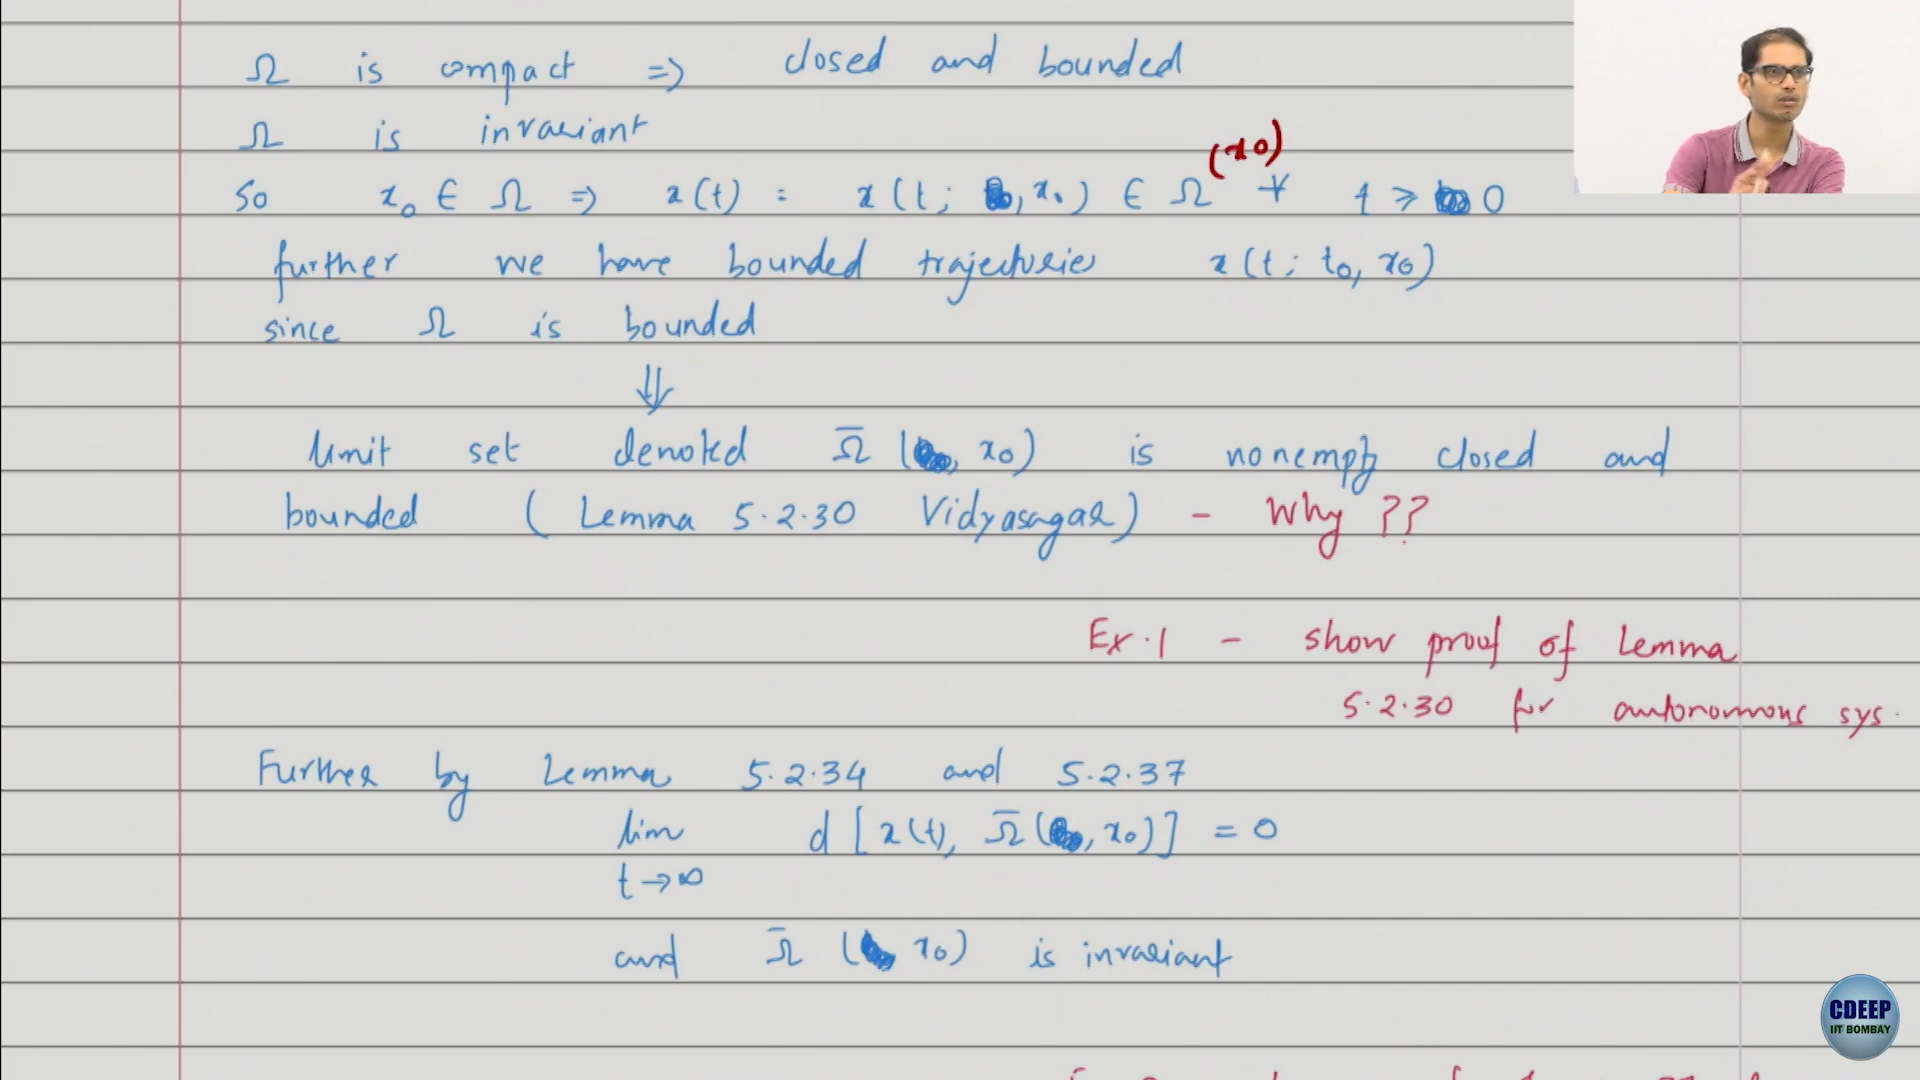 Ω is compact => closed and bounded
Ω is invariant
(x0)
so x₀ ∈ Ω => x(t) = x(t; , x₀) ∈ Ω ∀ t ≥ 0
further we have bounded trajectories x(t; t0, x0)
since Ω is bounded
⇓
limit set denoted Ω̄ ( , x0) is nonempty closed and
bounded ( Lemma 5.2.30 Vidyasagar) - Why ??
Ex.1 - show proof of Lemma
5.2.30 for autonomous sys.
Further by Lemma 5.2.34 and 5.2.37
lim d [x(t), Ω̄ ( , x0)] = 0
t → ∞
and Ω̄ ( x0) is invariant
CDEEP
IIT BOMBAY